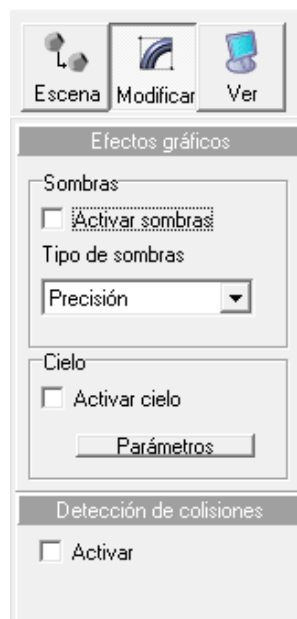 Escena Modificar Ver
Efectos gráficos
Sombras
Activar sombras
Tipo de sombras
Precisión
Cielo
Activar cielo
Parámetros
Detección de colisiones
Activar